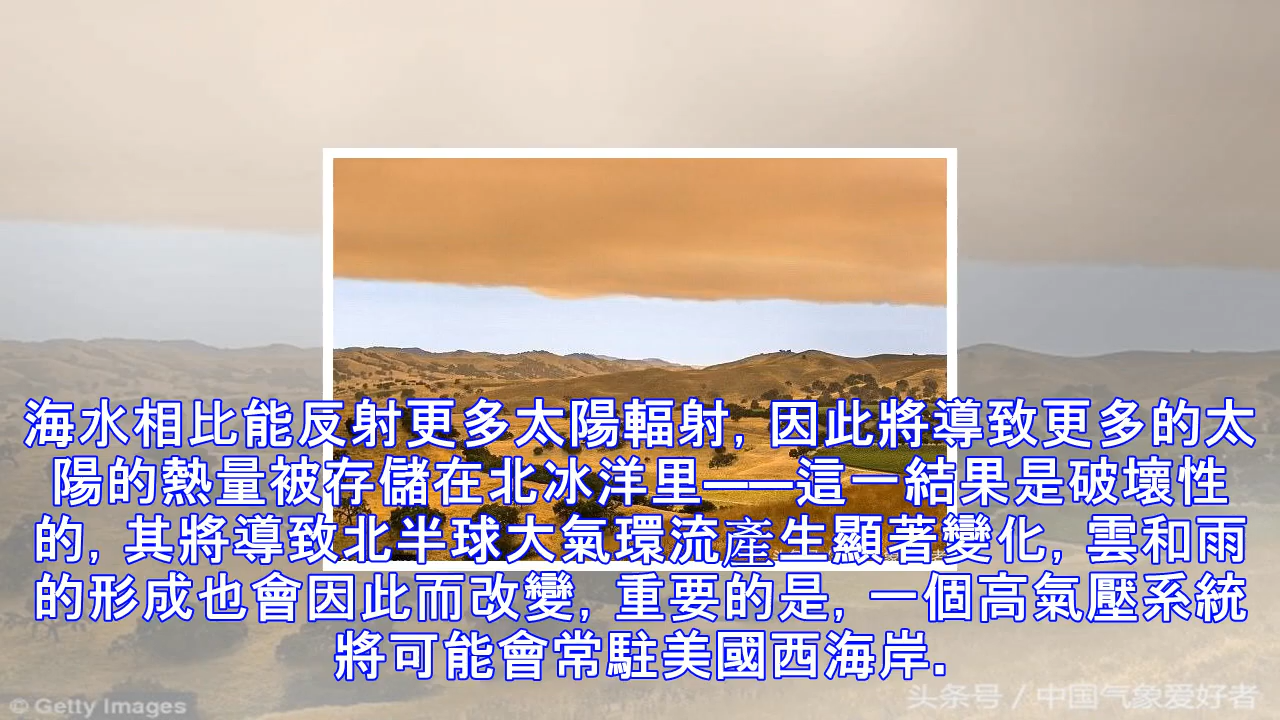 海水相比能反射更多太陽輻射, 因此將導致更多的太
陽的熱量被存儲在北冰洋里——這一結果是破壞性
的, 其將導致北半球大氣環流產生顯著變化, 雲和雨
的形成也會因此而改變, 重要的是, 一個高氣壓系統
將可能會常駐美國西海岸.
© Getty Images
头条号 / 中国气象爱好者